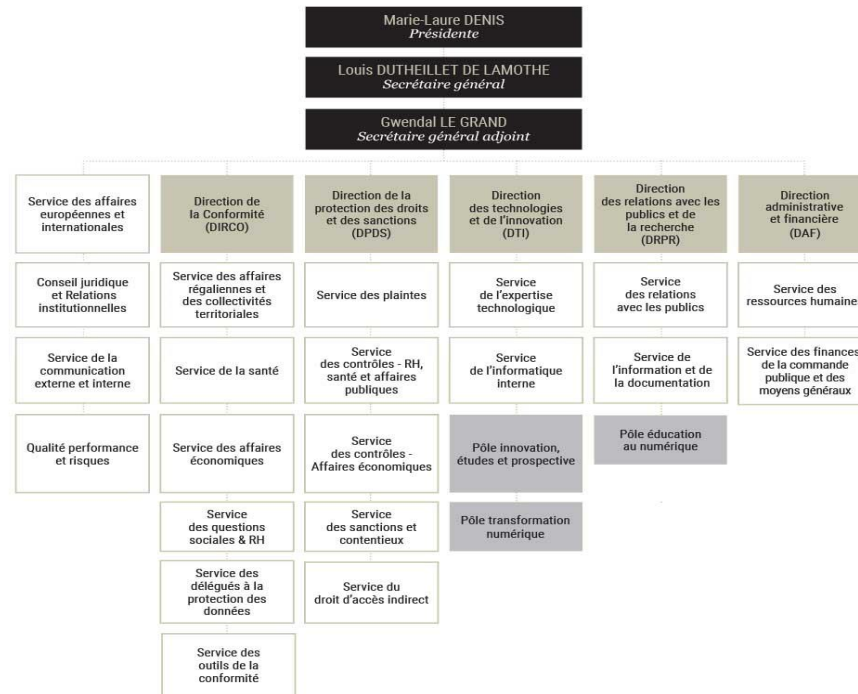 Marie-Laure DENIS
Présidente
Louis DUTHEILLET DE LAMOTHE
Secrétaire général
Gwendal LE GRAND
Secrétaire général adjoint
Service des affaires
européennes et
internationales
Conseil juridique
et Relations
institutionnelles
Service de la
communication
externe et interne
Qualité performance
et risques
Direction de
la Conformité
(DIRCO)
Service des affaires
régaliennes et
des collectivités
territoriales
Service de la santé
Service des affaires
économiques
Service
des questions
sociales & RH
Service des
délégués à la
protection des
données
Service des
outils de la
conformité
Direction de la
protection des droits
et des sanctions
(DPDS)
Service des plaintes
Service
des contrôles - RH,
santé et affaires
publiques
Service
des contrôles -
Affaires économiques
Service
des sanctions et
contentieux
Service du
droit d'accès indirect
Direction
des technologies
et de l'innovation
(DTI)
Service
de l'expertise
technologique
Service
de l'informatique
interne
Pôle innovation,
études et prospective
Pôle transformation
numérique
Direction
des relations avec les
publics et de
la recherche
(DRPR)
Service
des relations
avec les publics
Service de
l'information et de
la documentation
Pôle éducation
au numérique
Direction
administrative
et financière
(DAF)
Service des
ressources humaines
Service des finances,
de la commande
publique et des
moyens généraux